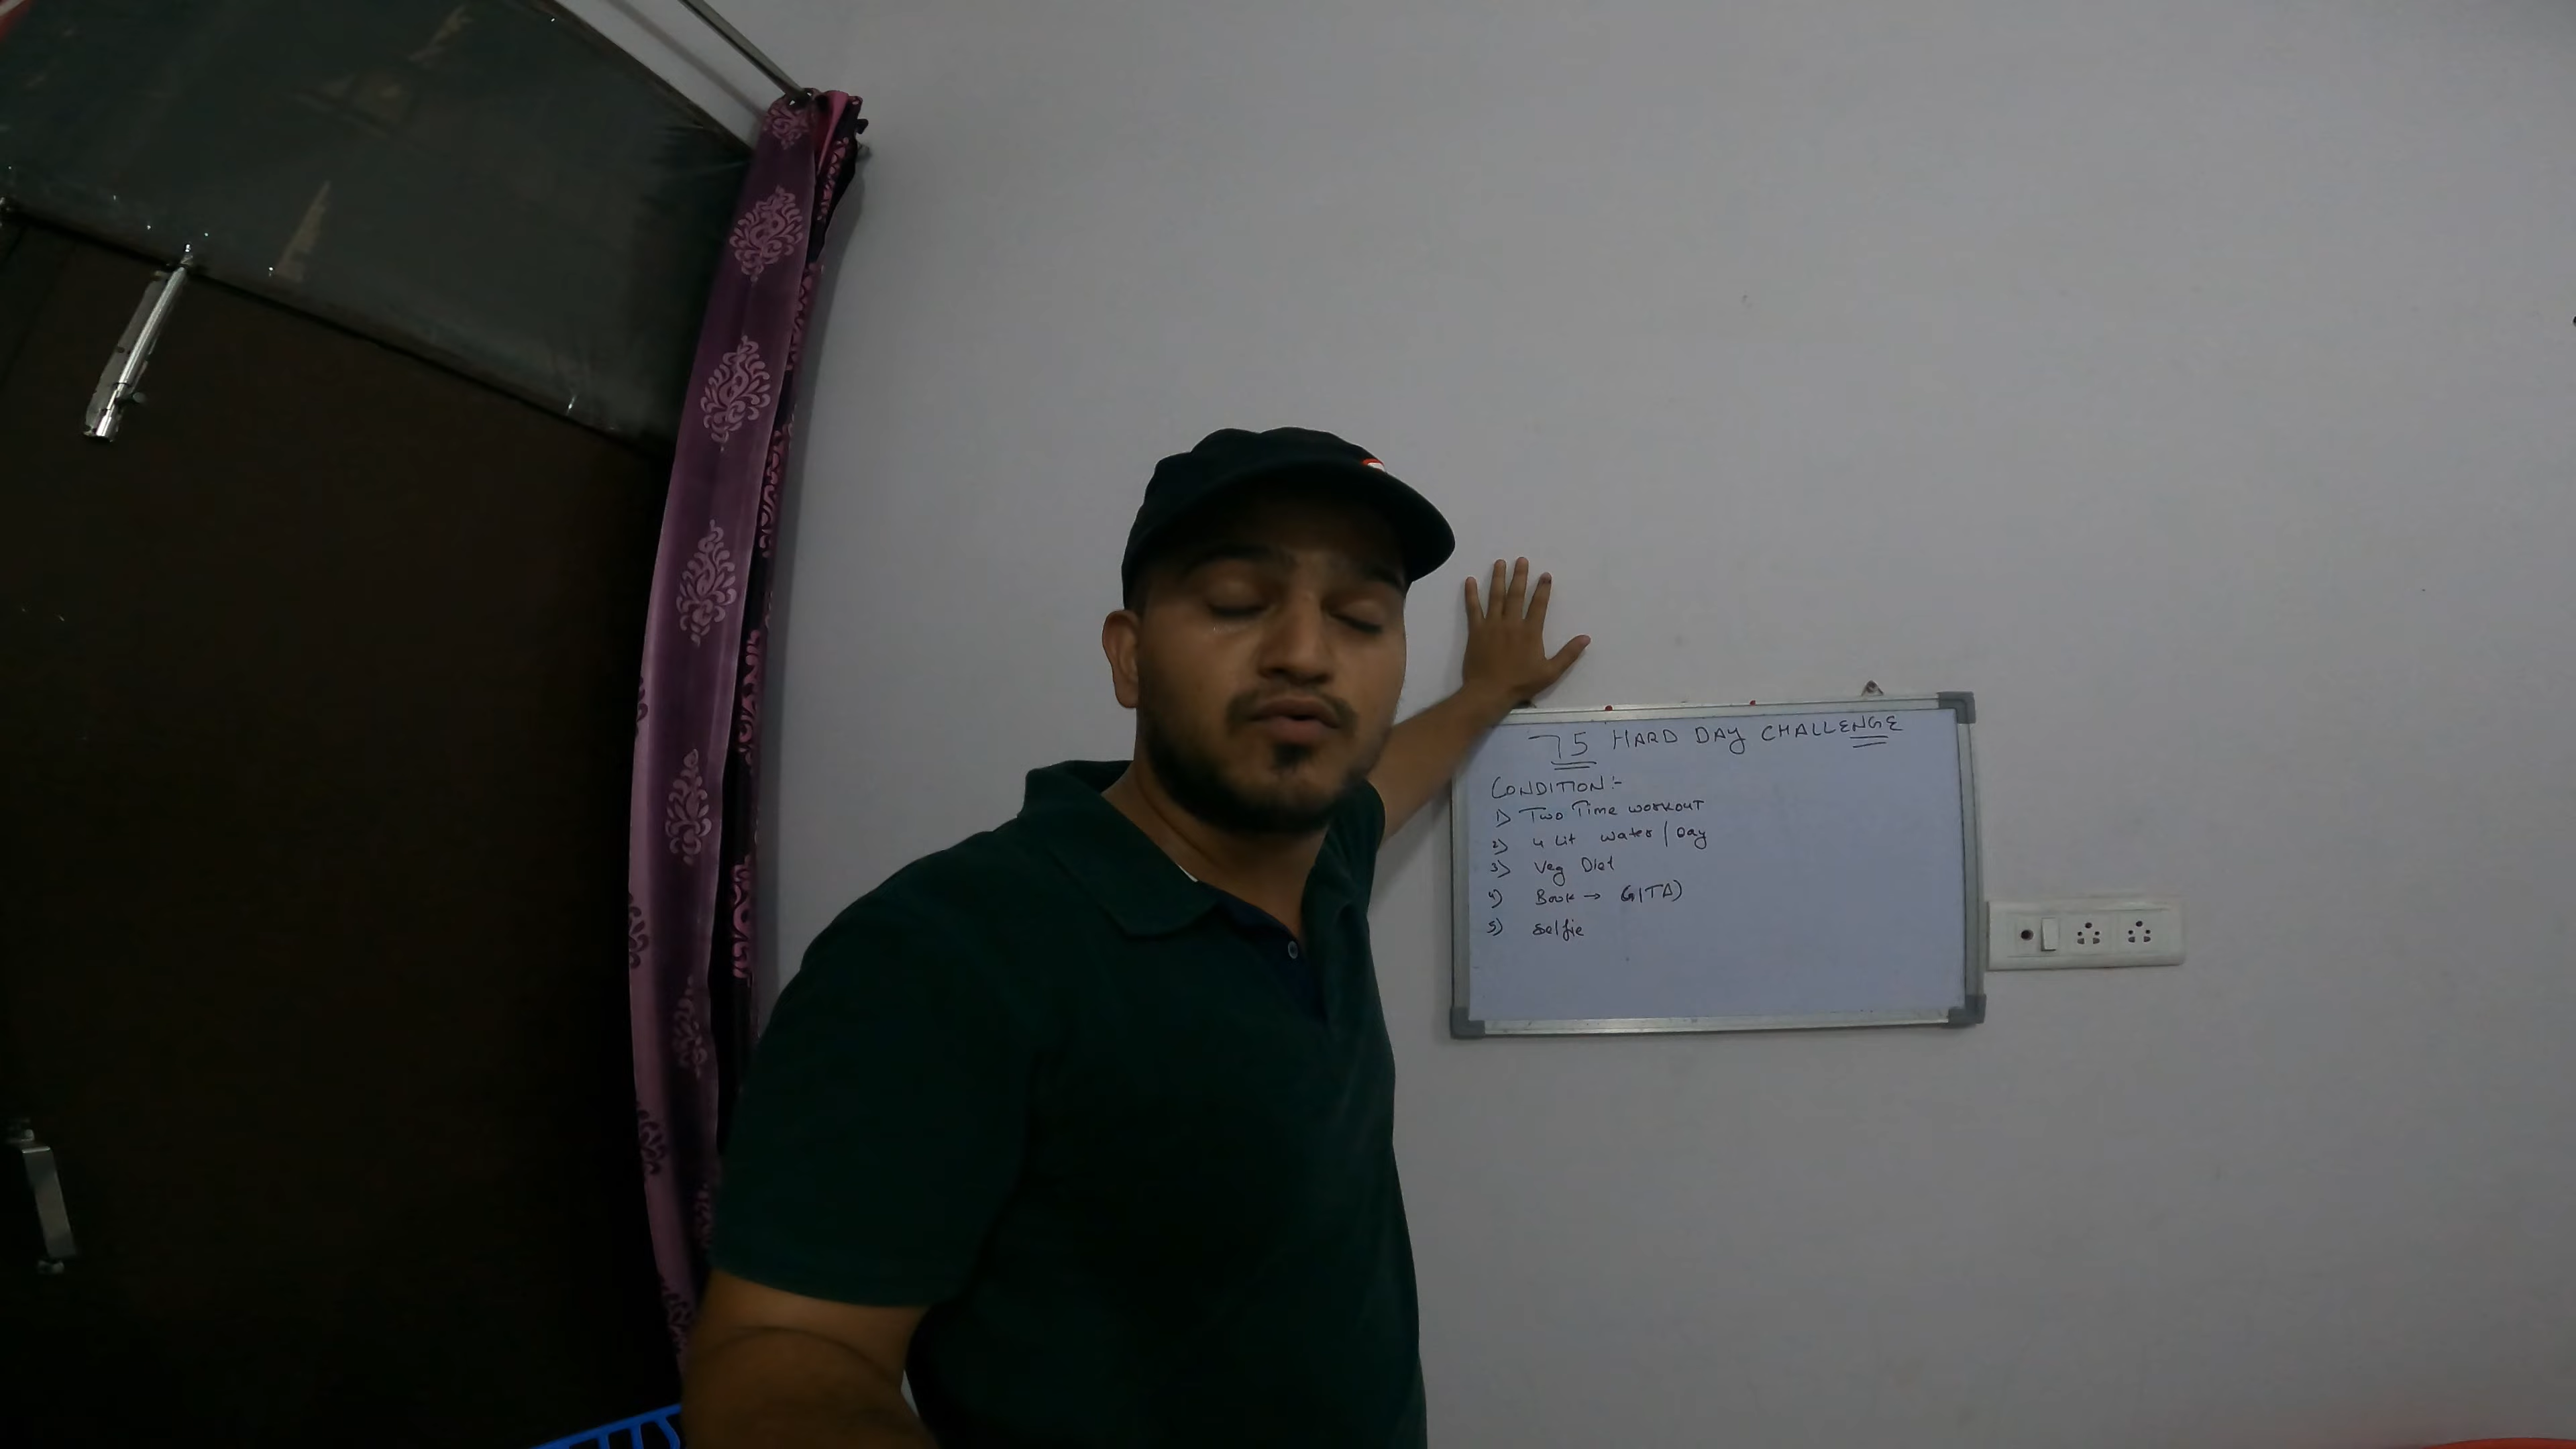 75 HARD DAY CHALLENGE
CONDITION:-
1) Two Time workout
2) 4 Lit water / Day
3) Veg Diet
4) Book → GITA)
5) Selfie